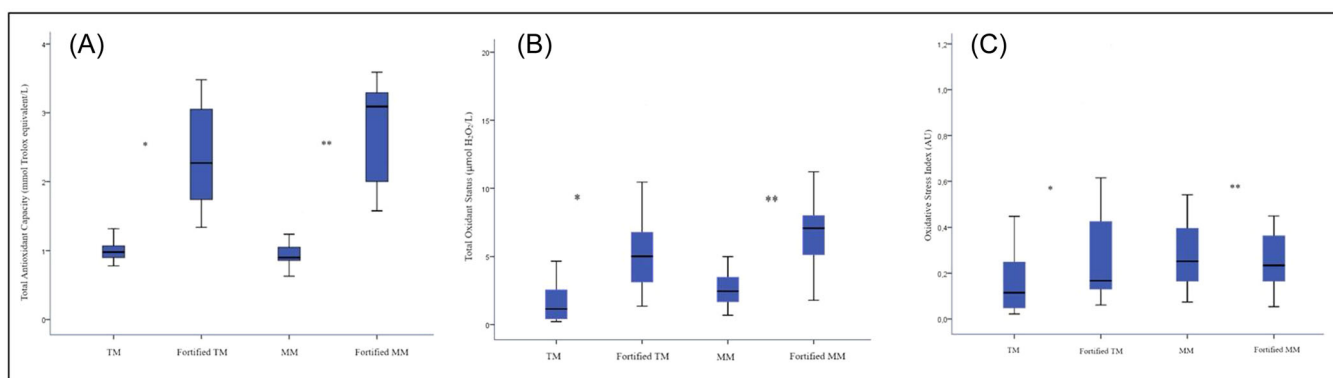 (A)
Total Antioxidant Capacity (mmol Trolox equivalent/L)
4
3
2
1
0
*
**
TM
Fortified TM
MM
Fortified MM
(B)
Total Oxidant Status (μmol H₂O₂/L)
20
15
10
5
0
*
**
TM
Fortified TM
MM
Fortified MM
(C)
Oxidative Stress Index (AU)
1,2
1,0
0,8
0,6
0,4
0,2
0,0
*
**
TM
Fortified TM
MM
Fortified MM